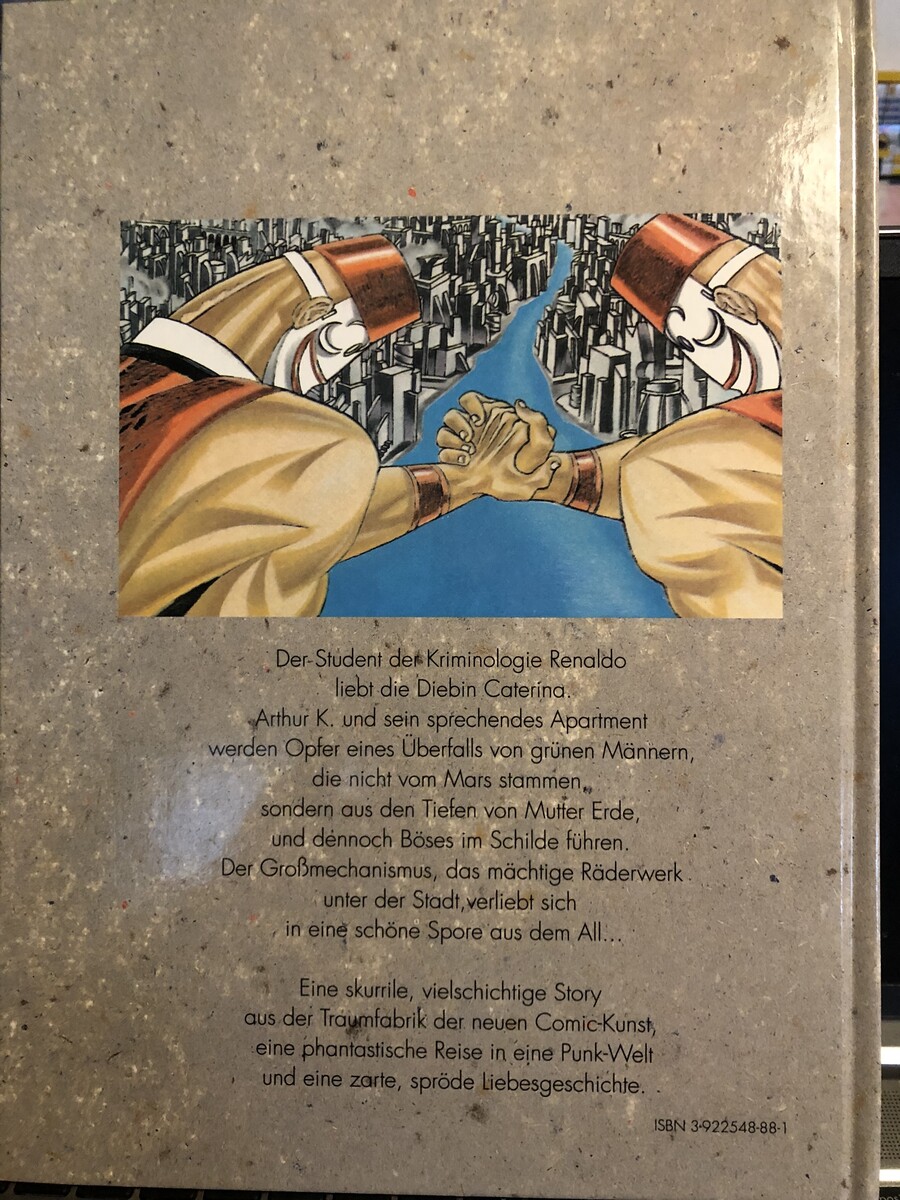 Der Student der Kriminologie Renaldo
liebt die Diebin Caterina.
Arthur K. und sein sprechendes Apartment
werden Opfer eines Überfalls von grünen Männern,
die nicht vom Mars stammen,
sondern aus den Tiefen von Mutter Erde,
und dennoch Böses im Schilde führen.
Der Großmechanismus, das mächtige Räderwerk
unter der Stadt, verliebt sich
in eine schöne Spore aus dem All...
Eine skurrile, vielschichtige Story
aus der Traumfabrik der neuen Comic-Kunst,
eine phantastische Reise in eine Punk-Welt
und eine zarte, spröde Liebesgeschichte.
ISBN 3-922548-88-1